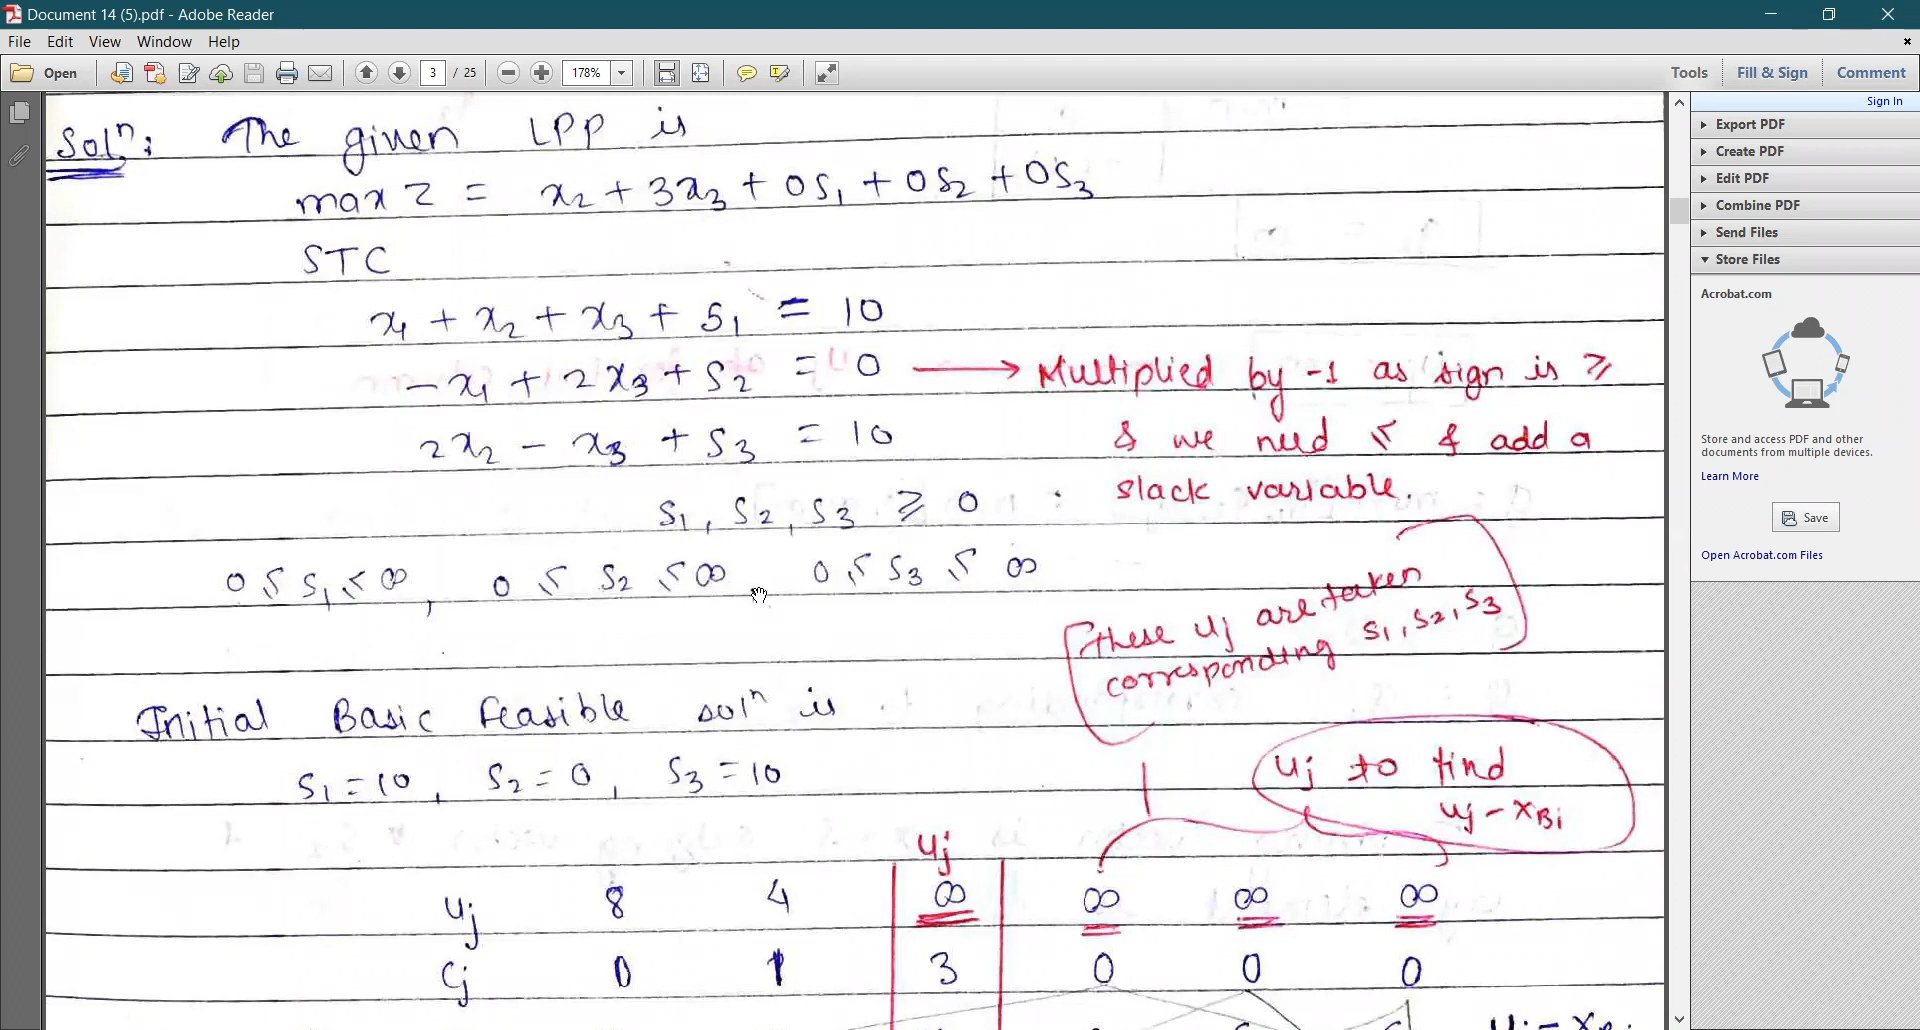 Document 14 (5).pdf - Adobe Reader
File Edit View Window Help
Open 3 / 25 178% Tools Fill & Sign Comment
Sign In
Export PDF
Create PDF
Edit PDF
Combine PDF
Send Files
Store Files
Acrobat.com
Store and access PDF and other
documents from multiple devices.
Learn More
Save
Open Acrobat.com Files
Solⁿ: The given LPP is
max Z = x₂ + 3x₃ + 0S₁ + 0S₂ + 0S₃
STC
x₁ + x₂ + x₃ + S₁ = 10
-x₁ + 2x₃ + S₂ = 0 → Multiplied by -1 as sign is ≥
& we need ≤ & add a
slack variable.
2x₂ - x₃ + S₃ = 10
S₁, S₂, S₃ ≥ 0
0 ≤ S₁ ≤ ∞, 0 ≤ S₂ ≤ ∞ 0 ≤ S₃ ≤ ∞
these uj are taken
corresponding S₁, S₂, S₃
Initial Basic feasible solⁿ is
S₁ = 10, S₂ = 0, S₃ = 10
uj to find
uj - xBi
uj
uj 8 4 ∞ ∞ ∞ ∞
Cj 0 1 3 0 0 0